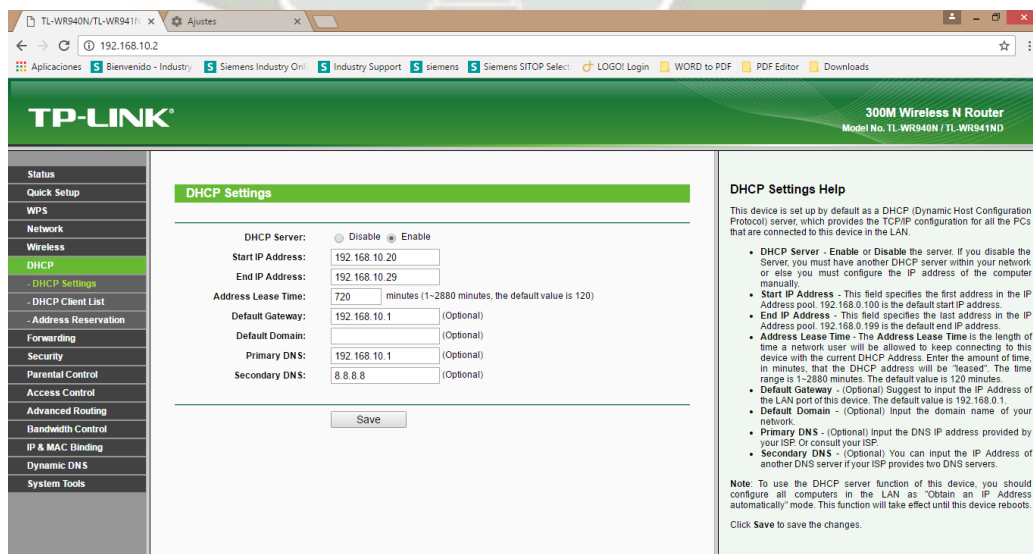 TL-WR940N/TL-WR941N
Ajustes
192.168.10.2
Aplicaciones Bienvenido - Industry Siemens Industry Onli Industry Support siemens Siemens SITOP Select LOGO! Login WORD to PDF PDF Editor Downloads
TP-LINK®
300M Wireless N Router
Model No. TL-WR940N / TL-WR941ND
Status
Quick Setup
WPS
Network
Wireless
DHCP
- DHCP Settings
- DHCP Client List
- Address Reservation
Forwarding
Security
Parental Control
Access Control
Advanced Routing
Bandwidth Control
IP & MAC Binding
Dynamic DNS
System Tools
DHCP Settings
DHCP Server: Disable Enable
Start IP Address: 192.168.10.20
End IP Address: 192.168.10.29
Address Lease Time: 720 minutes (1~2880 minutes, the default value is 120)
Default Gateway: 192.168.10.1 (Optional)
Default Domain: (Optional)
Primary DNS: 192.168.10.1 (Optional)
Secondary DNS: 8.8.8.8 (Optional)
Save
DHCP Settings Help
This device is set up by default as a DHCP (Dynamic Host Configuration
Protocol) server, which provides the TCP/IP configuration for all the PCs
that are connected to this device in the LAN.
• DHCP Server - Enable or Disable the server. If you disable the
Server, you must have another DHCP server within your network
or else you must configure the IP address of the computer
manually.
• Start IP Address - This field specifies the first address in the IP
Address pool. 192.168.0.100 is the default start IP address.
• End IP Address - This field specifies the last address in the IP
Address pool. 192.168.0.199 is the default end IP address.
• Address Lease Time - The Address Lease Time is the length of
time a network user will be allowed to keep connecting to this
device with the current DHCP Address. Enter the amount of time,
in minutes, that the DHCP address will be "leased". The time
range is 1~2880 minutes. The default value is 120 minutes.
• Default Gateway - (Optional) Suggest to input the IP Address of
the LAN port of this device. The default value is 192.168.0.1.
• Default Domain - (Optional) Input the domain name of your
network.
• Primary DNS - (Optional) Input the DNS IP address provided by
your ISP. Or consult your ISP.
• Secondary DNS - (Optional) You can input the IP Address of
another DNS server if your ISP provides two DNS servers.
Note: To use the DHCP server function of this device, you should
configure all computers in the LAN as "Obtain an IP Address
automatically" mode. This function will take effect until this device reboots.
Click Save to save the changes.